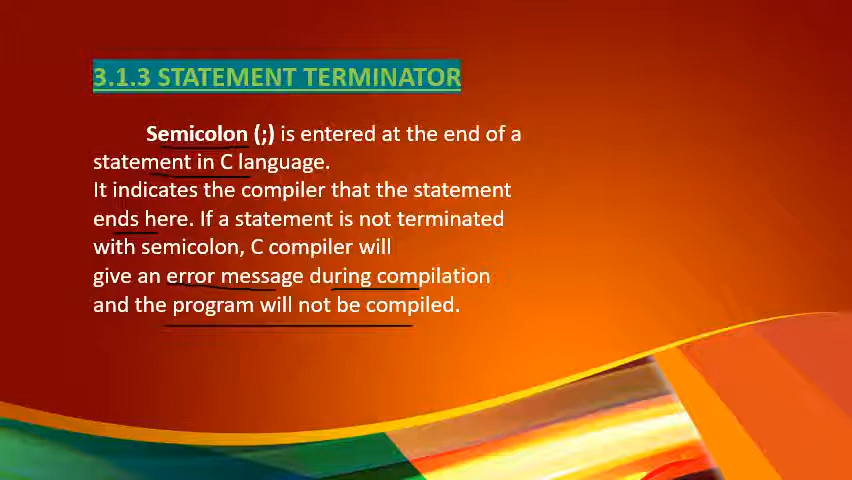 3.1.3 STATEMENT TERMINATOR
Semicolon (;) is entered at the end of a
statement in C language.
It indicates the compiler that the statement
ends here. If a statement is not terminated
with semicolon, C compiler will
give an error message during compilation
and the program will not be compiled.